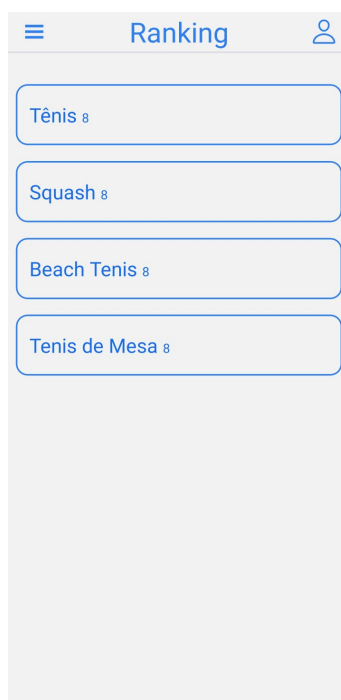 Ranking
Tênis 8
Squash 8
Beach Tenis 8
Tenis de Mesa 8